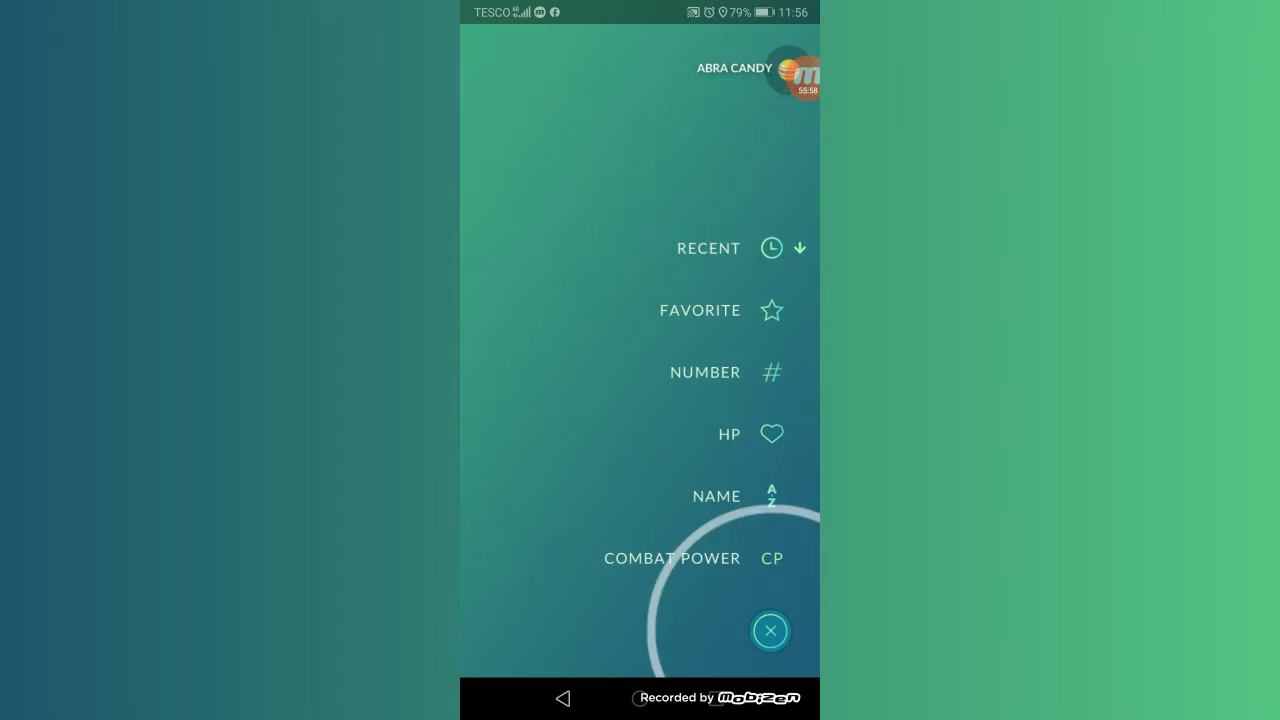 TESCO 79% 11:56
ABRA CANDY
55:58
RECENT
FAVORITE
NUMBER #
HP
NAME A-Z
COMBAT POWER CP
Recorded by mobizen